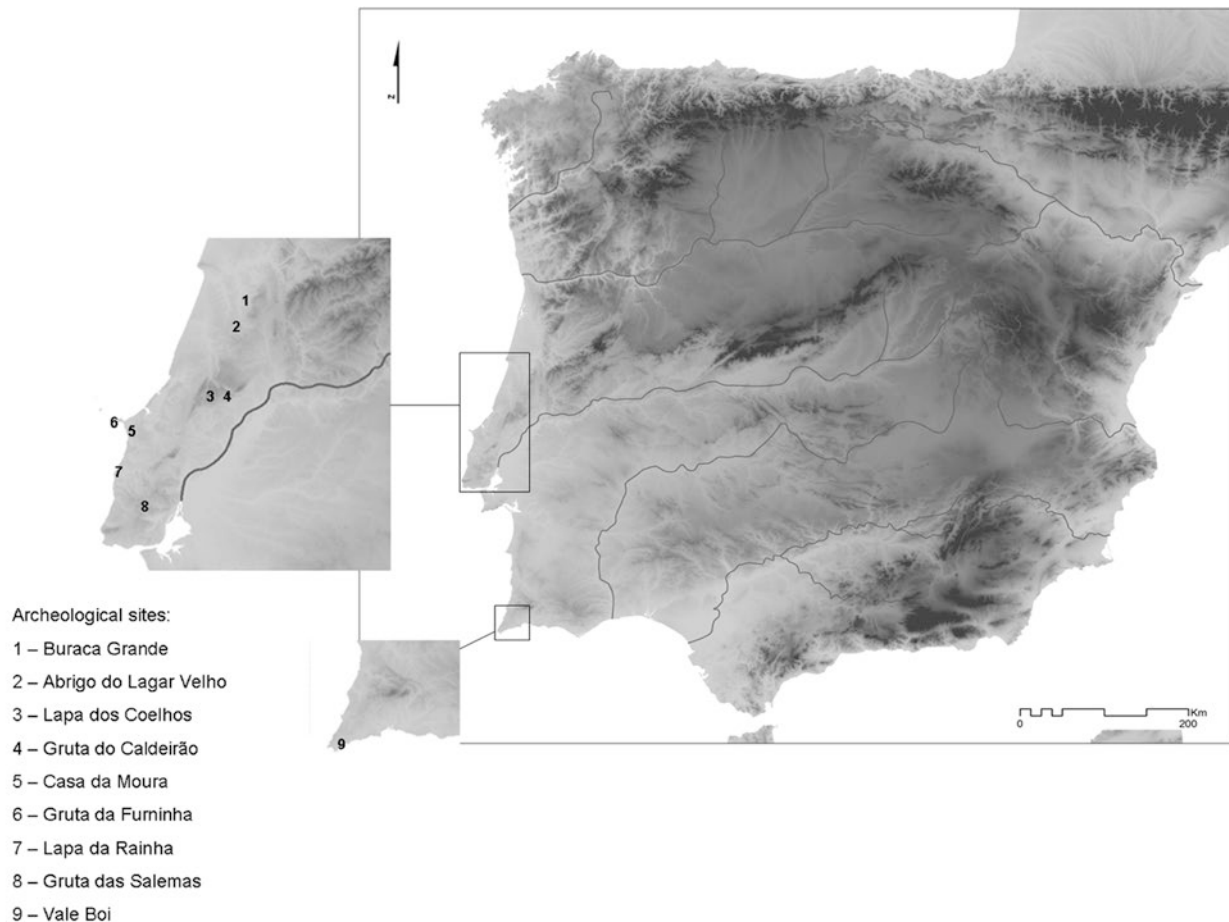 z
1
2
3 4
6
5
7
8
Archeological sites:
1 – Buraca Grande
2 – Abrigo do Lagar Velho
3 – Lapa dos Coelhos
4 – Gruta do Caldeirão
5 – Casa da Moura
6 – Gruta da Furninha
7 – Lapa da Rainha
8 – Gruta das Salemas
9 – Vale Boi
9
Km
0 200